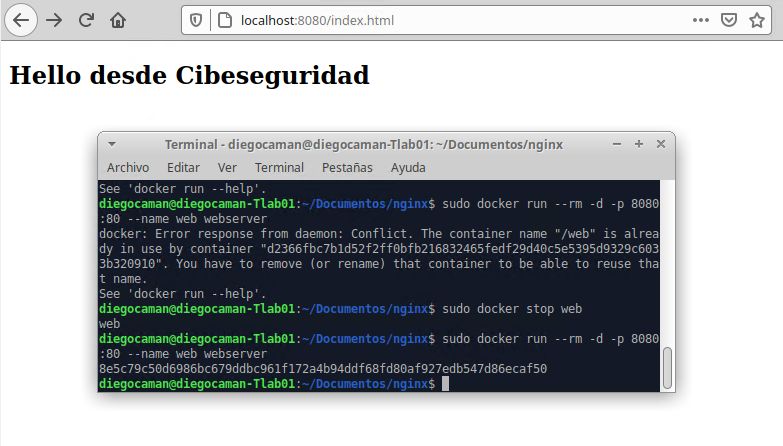 localhost:8080/index.html
Hello desde Cibeseguridad
Terminal - diegocaman@diegocaman-Tlab01: ~/Documentos/nginx
Archivo Editar Ver Terminal Pestañas Ayuda
See 'docker run --help'.
diegocaman@diegocaman-Tlab01:~/Documentos/nginx$ sudo docker run --rm -d -p 8080
:80 --name web webserver
docker: Error response from daemon: Conflict. The container name "/web" is alrea
dy in use by container "d2366fbc7b1d52f2ff0bfb216832465fedf29d40c5e5395d9329c603
3b320910". You have to remove (or rename) that container to be able to reuse tha
t name.
See 'docker run --help'.
diegocaman@diegocaman-Tlab01:~/Documentos/nginx$ sudo docker stop web
web
diegocaman@diegocaman-Tlab01:~/Documentos/nginx$ sudo docker run --rm -d -p 8080
:80 --name web webserver
8e5c79c50d6986bc679ddbc961f172a4b94ddf68fd80af927edb547d86ecaf50
diegocaman@diegocaman-Tlab01:~/Documentos/nginx$